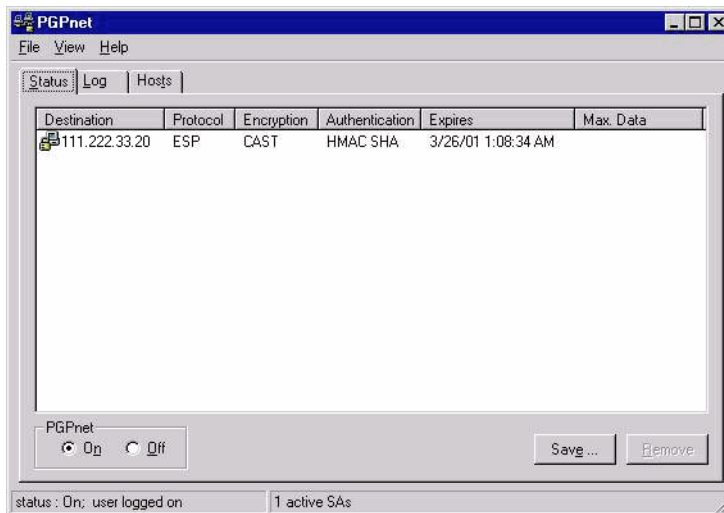 PGPnet
File View Help
Status Log Hosts
Destination Protocol Encryption Authentication Expires Max. Data
111.222.33.20 ESP CAST HMAC SHA 3/26/01 1:08:34 AM
PGPnet
On Off
Save ... Remove
status : On; user logged on 1 active SAs